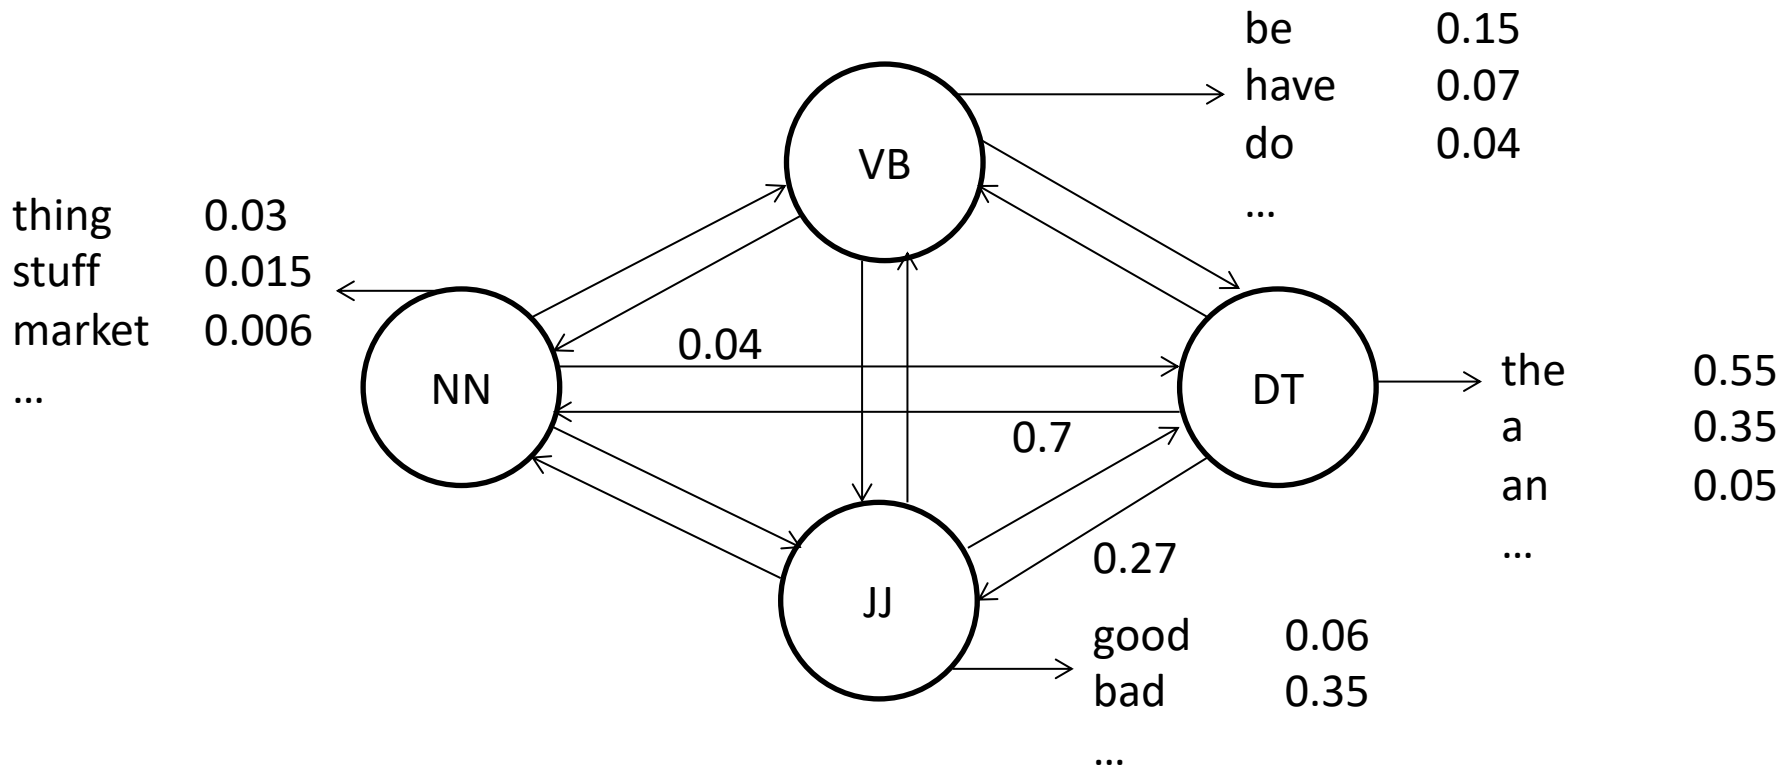 be 0.15
have 0.07
do 0.04
...
VB
thing 0.03
stuff 0.015
market 0.006
...
NN
0.04
0.7
DT
the 0.55
a 0.35
an 0.05
...
0.27
JJ
good 0.06
bad 0.35
...